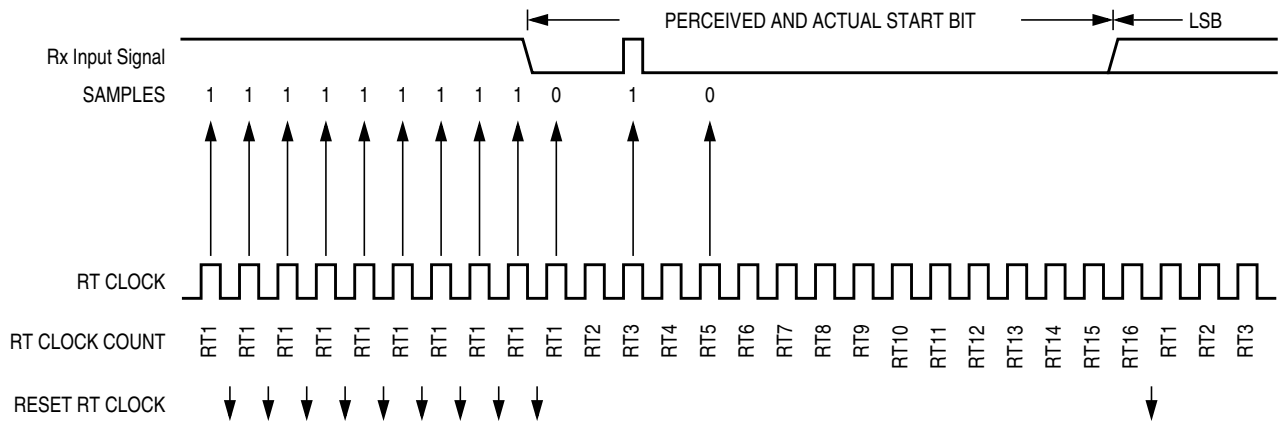 PERCEIVED AND ACTUAL START BIT LSB
Rx Input Signal
SAMPLES 1 1 1 1 1 1 1 1 1 0 1 0
RT CLOCK
RT CLOCK COUNT RT1 RT1 RT1 RT1 RT1 RT1 RT1 RT1 RT1 RT1 RT2 RT3 RT4 RT5 RT6 RT7 RT8 RT9 RT10 RT11 RT12 RT13 RT14 RT15 RT16 RT1 RT2 RT3
RESET RT CLOCK